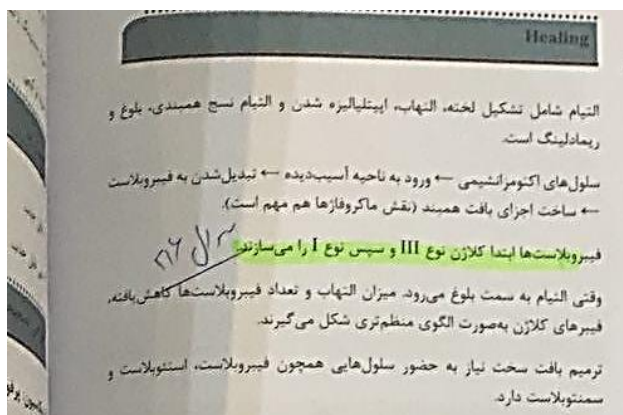 Healing
التیام شامل تشکیل لخته، التهاب، اپیتلیالیزه شدن و التیام نسج همبندی، بلوغ و
ریمادلینگ است.
سلول‌های اکتومزانشیمی ← ورود به ناحیه آسیب‌دیده ← تبدیل‌شدن به فیبروبلاست
← ساخت اجزای بافت همبند (نقش ماکروفاژها هم مهم است).
فیبروبلاست‌ها ابتدا کلاژن نوع III و سپس نوع I را می‌سازند.
وقتی التیام به سمت بلوغ می‌رود، میزان التهاب و تعداد فیبروبلاست‌ها کاهش‌یافته،
فیبرهای کلاژن به‌صورت الگوی منظم‌تری شکل می‌گیرند.
ترمیم بافت سخت نیاز به حضور سلول‌هایی همچون فیبروبلاست، استئوبلاست و
سمنتوبلاست دارد.